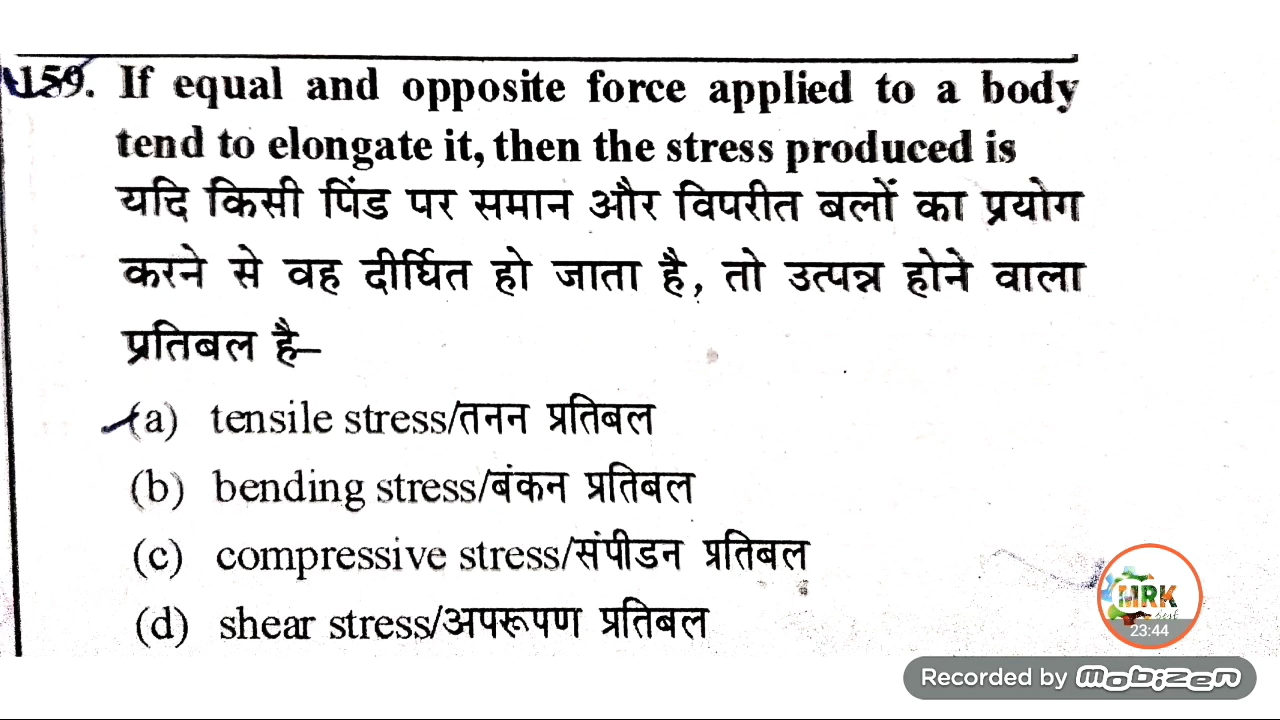 159. If equal and opposite force applied to a body
tend to elongate it, then the stress produced is
यदि किसी पिंड पर समान और विपरीत बलों का प्रयोग
करने से वह दीर्घित हो जाता है, तो उत्पन्न होने वाला
प्रतिबल है–
(a) tensile stress/तनन प्रतिबल
(b) bending stress/बंकन प्रतिबल
(c) compressive stress/संपीडन प्रतिबल
(d) shear stress/अपरूपण प्रतिबल
MRK
23:44
Recorded by MOBIZEN